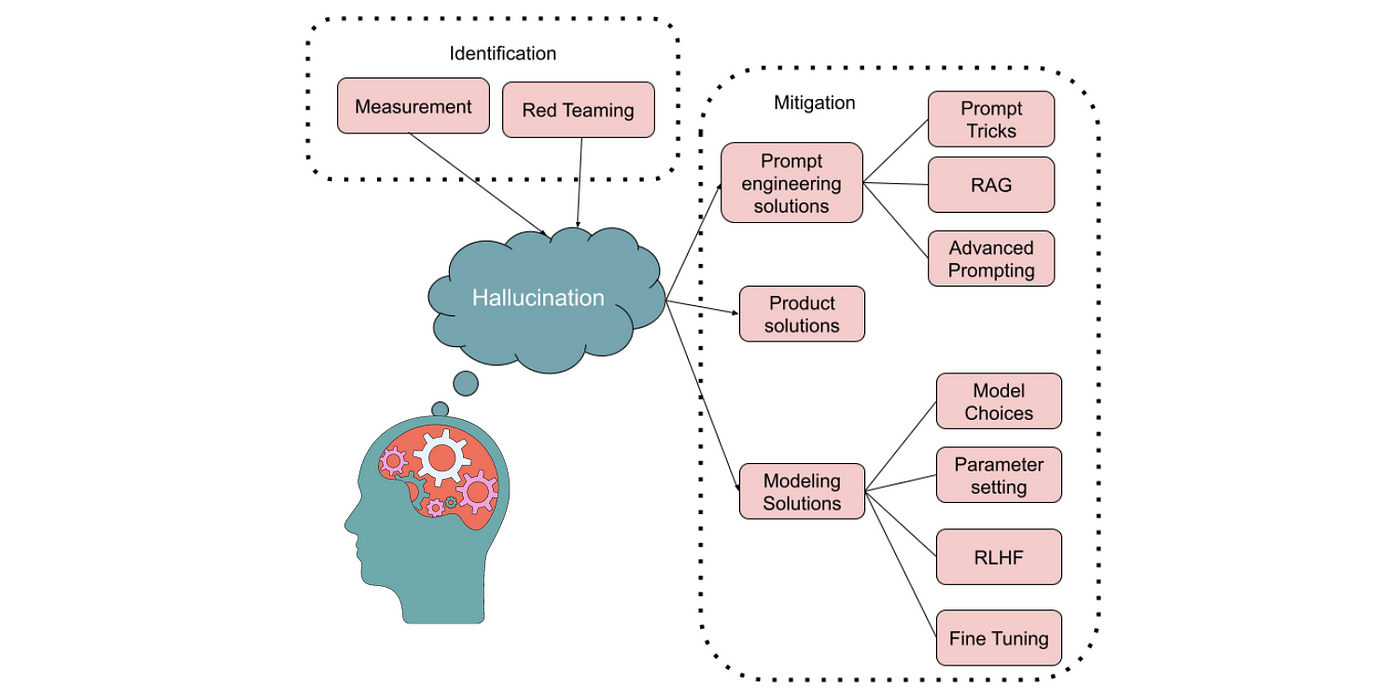 Identification
Measurement
Red Teaming
Hallucination
Mitigation
Prompt
engineering
solutions
Prompt
Tricks
RAG
Advanced
Prompting
Product
solutions
Modeling
Solutions
Model
Choices
Parameter
setting
RLHF
Fine Tuning